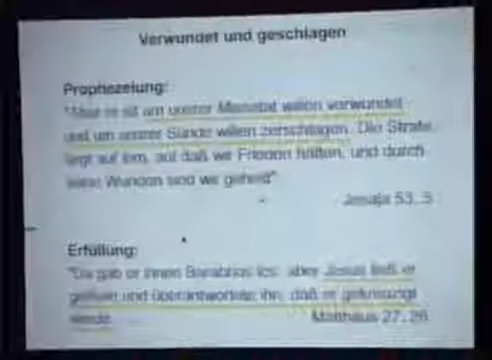 Verwundet und geschlagen
Prophezeiung:
"Aber er ist um unsrer Missetat willen verwundet
und um unsrer Sünde willen zerschlagen. Die Strafe
liegt auf ihm, auf daß wir Frieden hätten, und durch
seine Wunden sind wir geheilt"
Jesaja 53, 5
Erfüllung:
"Da gab er ihnen Barabbas los; aber Jesus ließ er
geißeln und überantwortete ihn, daß er gekreuzigt
werde.
Matthäus 27, 26